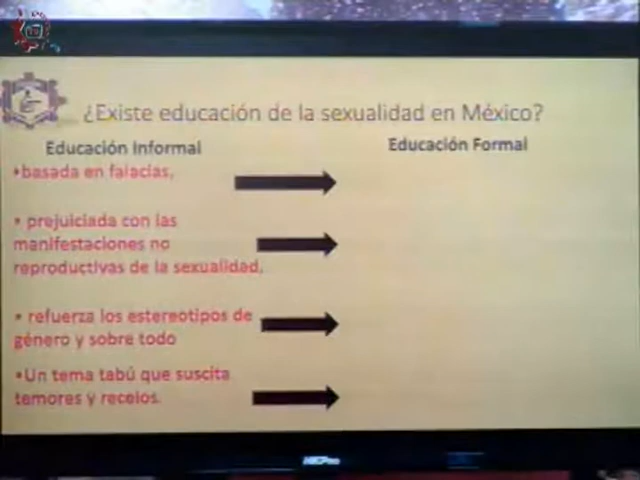 ¿Existe educación de la sexualidad en México?
Educación Informal
Educación Formal
•basada en falacias,
• prejuiciada con las
manifestaciones no
reproductivas de la sexualidad,
• refuerza los estereotipos de
género y sobre todo
•Un tema tabú que suscita
temores y recelos.